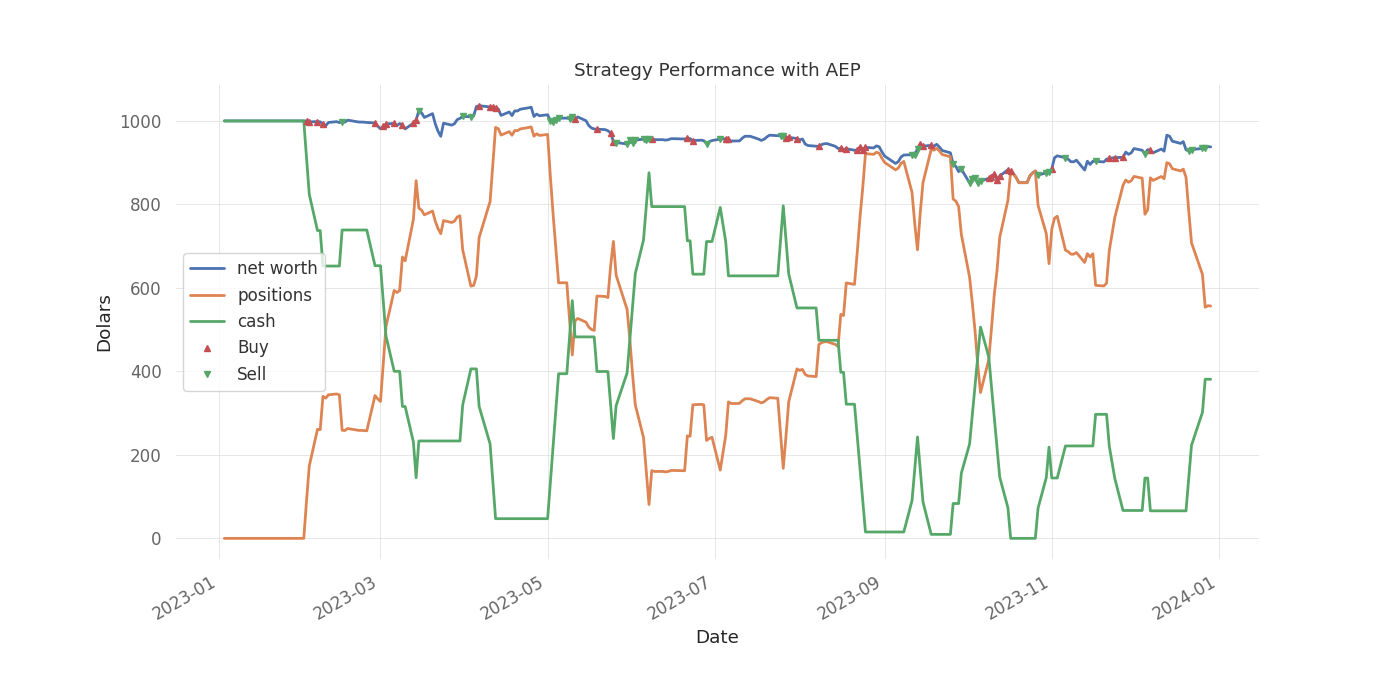 Strategy Performance with AEP
1000
800
600
400
200
0
Dolars
net worth
positions
cash
Buy
Sell
2023-01
2023-03
2023-05
2023-07
2023-09
2023-11
2024-01
Date